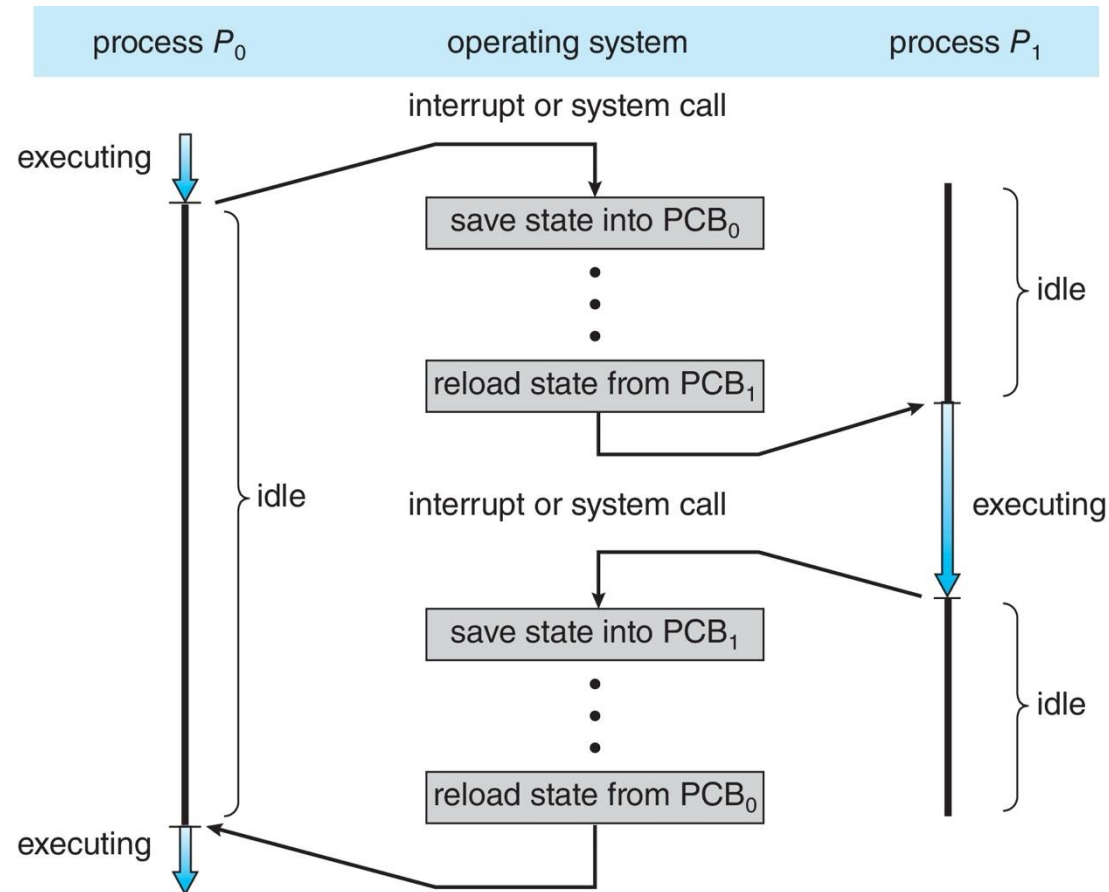 process P₀ operating system process P₁
interrupt or system call
executing
save state into PCB₀
idle
reload state from PCB₁
idle
interrupt or system call
executing
save state into PCB₁
idle
reload state from PCB₀
executing